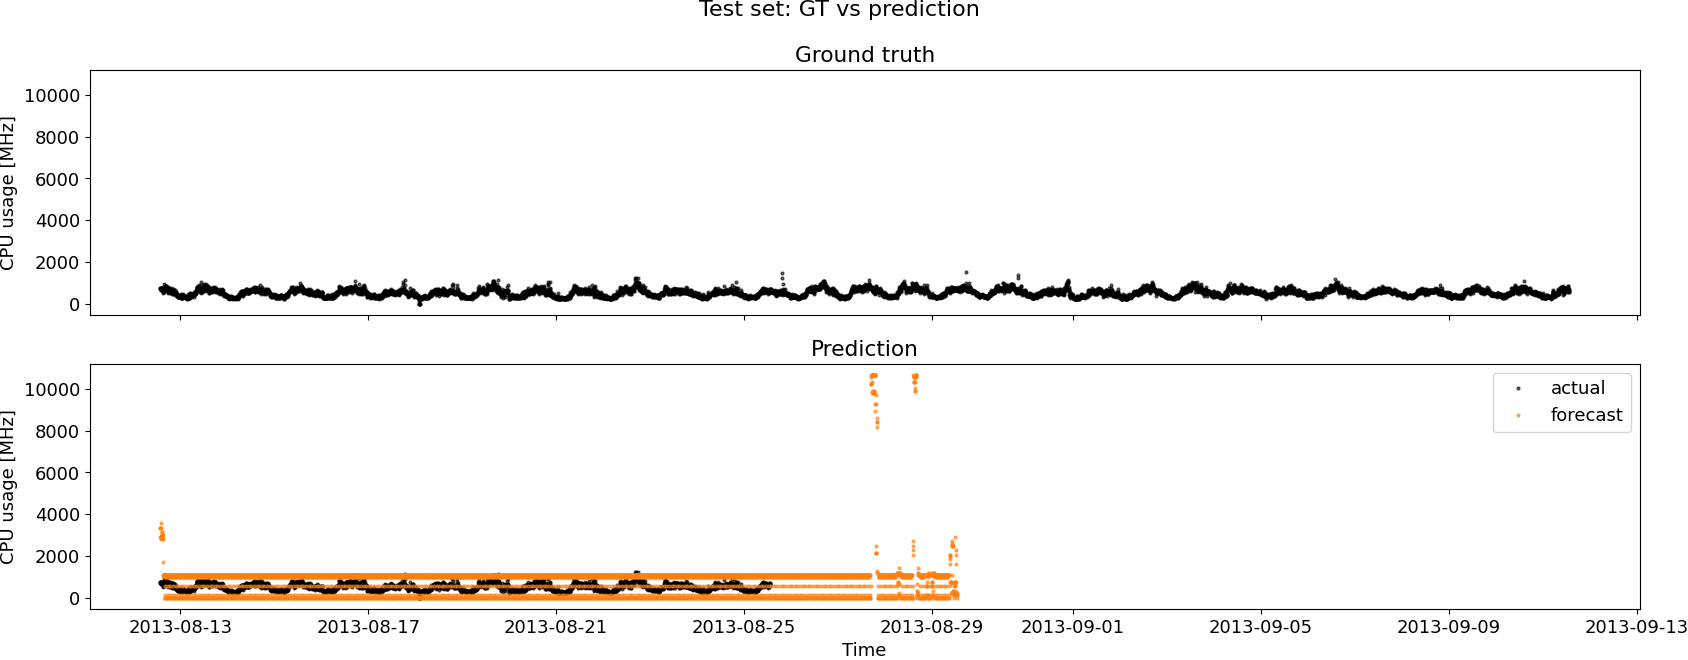 Test set: GT vs prediction
Ground truth
CPU usage [MHz]
10000
8000
6000
4000
2000
0
Prediction
CPU usage [MHz]
10000
8000
6000
4000
2000
0
actual
forecast
2013-08-13 2013-08-17 2013-08-21 2013-08-25 2013-08-29 2013-09-01 2013-09-05 2013-09-09 2013-09-13
Time